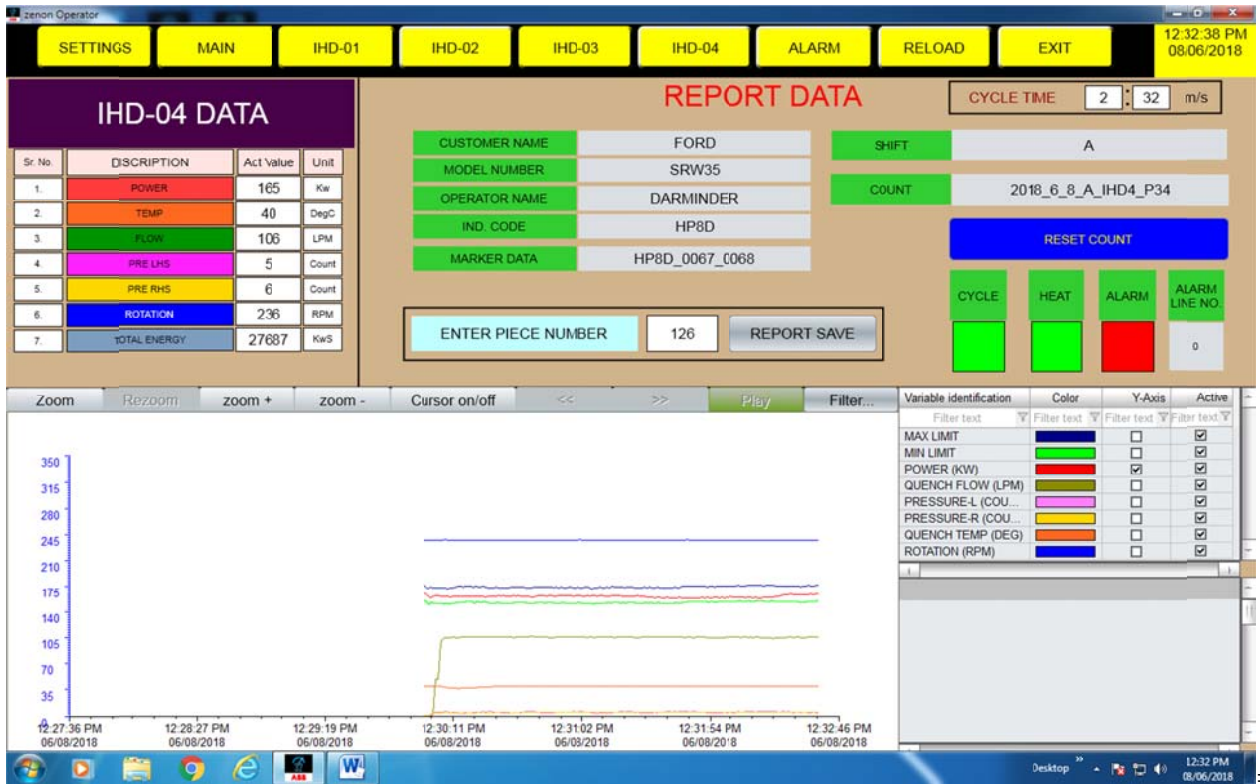 zenon Operator
SETTINGS MAIN IHD-01 IHD-02 IHD-03 IHD-04 ALARM RELOAD EXIT
12:32:38 PM
08/06/2018
IHD-04 DATA
Sr. No. DISCRIPTION Act Value Unit
1. POWER 165 Kw
2. TEMP 40 DegC
3. FLOW 106 LPM
4. PRE LHS 5 Count
5. PRE RHS 6 Count
6. ROTATION 236 RPM
7. TOTAL ENERGY 27687 KwS
REPORT DATA
CYCLE TIME 2 : 32 m/s
CUSTOMER NAME FORD
MODEL NUMBER SRW35
OPERATOR NAME DARMINDER
IND. CODE HP8D
MARKER DATA HP8D_0067_0068
SHIFT A
COUNT 2018_6_8_A_IHD4_P34
RESET COUNT
ENTER PIECE NUMBER 126 REPORT SAVE
CYCLE HEAT ALARM ALARM LINE NO.
0
Zoom Rezoom zoom + zoom - Cursor on/off << >> Play Filter...
Variable identification Color Y-Axis Active
Filter text Filter text Filter text Filter text
MAX LIMIT
MIN LIMIT
POWER (KW)
QUENCH FLOW (LPM)
PRESSURE-L (COU...
PRESSURE-R (COU...
QUENCH TEMP (DEG)
ROTATION (RPM)
350
315
280
245
210
175
140
105
70
35
0
12:27:36 PM 12:28:27 PM 12:29:19 PM 12:30:11 PM 12:31:02 PM 12:31:54 PM 12:32:46 PM
06/08/2018 06/08/2018 06/08/2018 06/08/2018 06/08/2018 06/08/2018 06/08/2018
ABB
Desktop
12:32 PM
08/06/2018